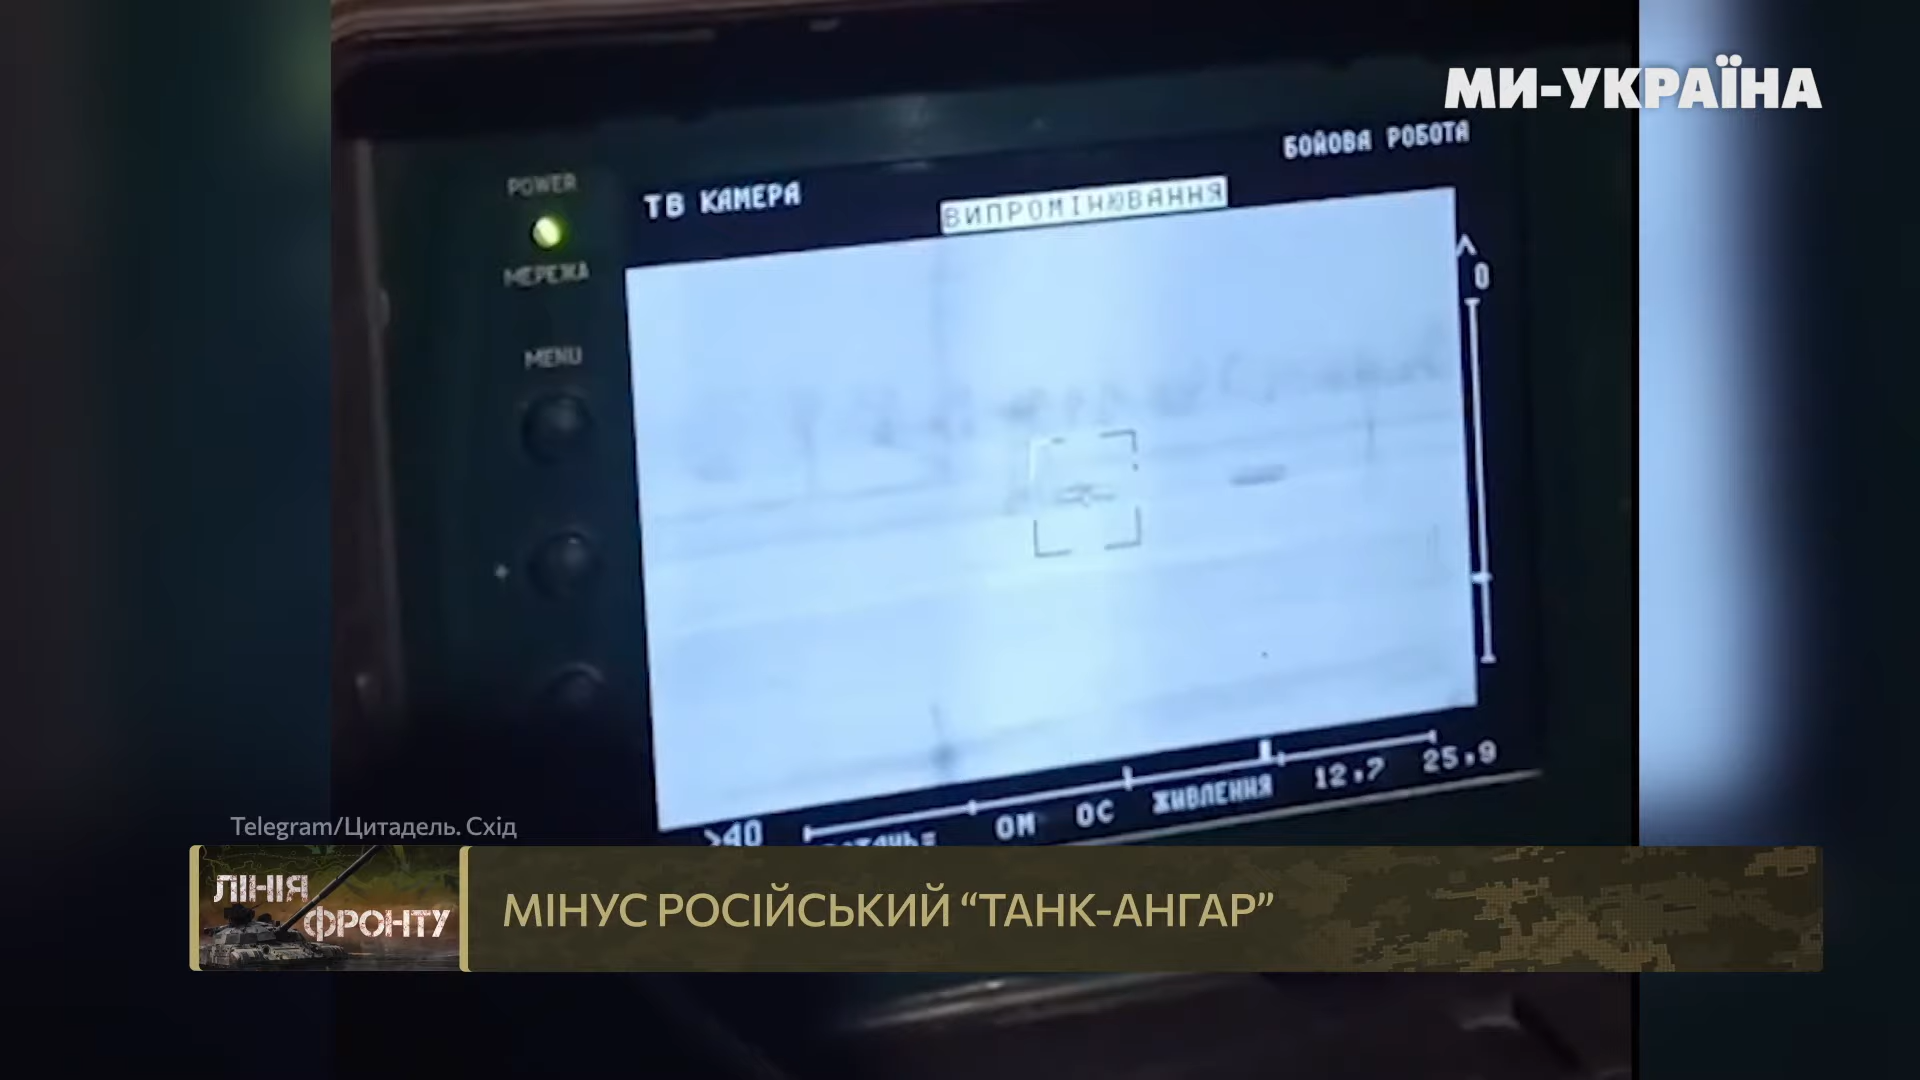 МИ-УКРАЇНА
БОЙОВА РОБОТА
ТВ КАМЕРА
ВИПРОМІНЮВАННЯ
POWER
МЕРЕЖА
MENU
+
^
0
>40
ОМ ОС ЖИВЛЕННЯ 12,7 25,9
Telegram/Цитадель. Схід
ЛІНІЯ
ФРОНТУ
МІНУС РОСІЙСЬКИЙ “ТАНК-АНГАР”